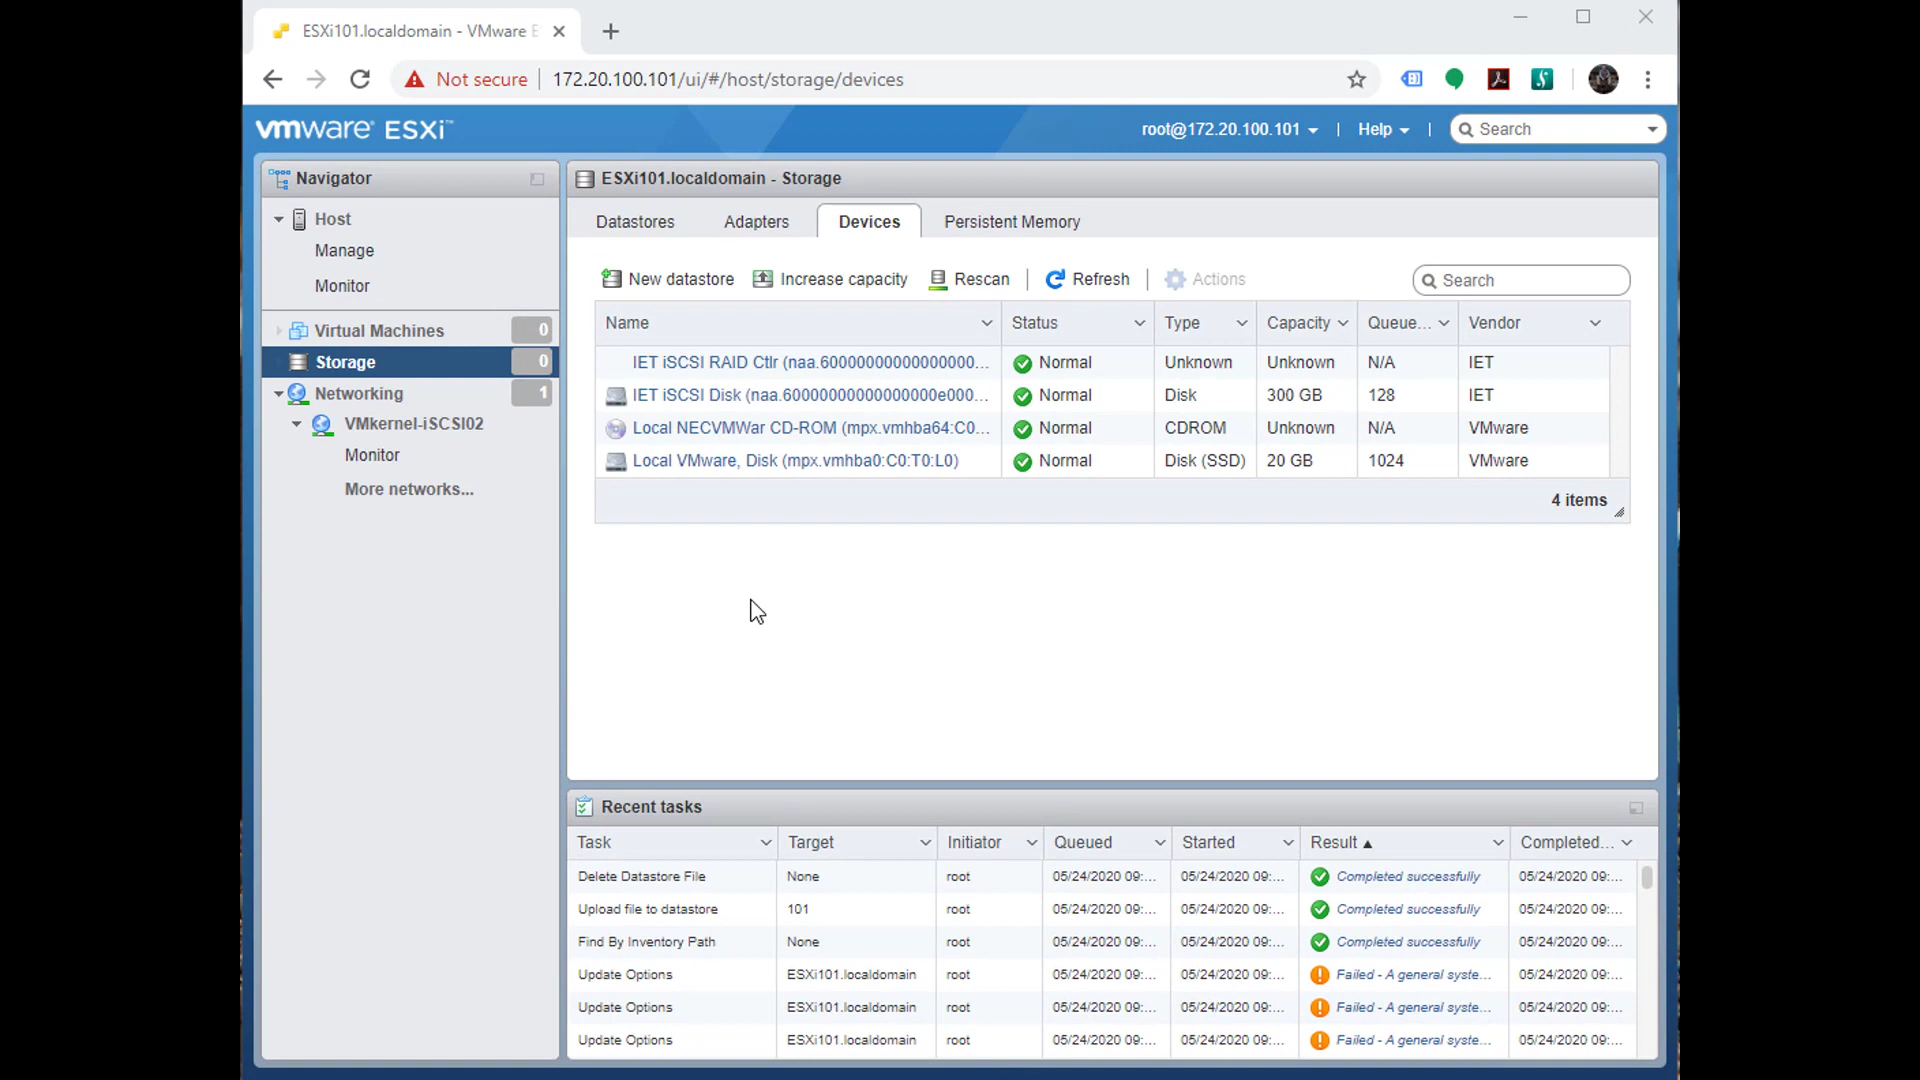 ESXi101.localdomain - VMware E
Not secure 172.20.100.101/ui/#/host/storage/devices
vmware ESXi™
root@172.20.100.101 | Help | Search
Navigator
Host
Manage
Monitor
Virtual Machines 0
Storage 0
Networking 1
VMkernel-iSCSI02
Monitor
More networks...
ESXi101.localdomain - Storage
Datastores Adapters Devices Persistent Memory
New datastore Increase capacity Rescan | Refresh | Actions Search
Name Status Type Capacity Queue... Vendor
IET iSCSI RAID Ctlr (naa.60000000000000000... Normal Unknown Unknown N/A IET
IET iSCSI Disk (naa.60000000000000000e000... Normal Disk 300 GB 128 IET
Local NECVMWar CD-ROM (mpx.vmhba64:C0... Normal CDROM Unknown N/A VMware
Local VMware, Disk (mpx.vmhba0:C0:T0:L0) Normal Disk (SSD) 20 GB 1024 VMware
4 items
Recent tasks
Task Target Initiator Queued Started Result ▲ Completed...
Delete Datastore File None root 05/24/2020 09:... 05/24/2020 09:... Completed successfully 05/24/2020 09:...
Upload file to datastore 101 root 05/24/2020 09:... 05/24/2020 09:... Completed successfully 05/24/2020 09:...
Find By Inventory Path None root 05/24/2020 09:... 05/24/2020 09:... Completed successfully 05/24/2020 09:...
Update Options ESXi101.localdomain root 05/24/2020 09:... 05/24/2020 09:... Failed - A general syste... 05/24/2020 09:...
Update Options ESXi101.localdomain root 05/24/2020 09:... 05/24/2020 09:... Failed - A general syste... 05/24/2020 09:...
Update Options ESXi101.localdomain root 05/24/2020 09:... 05/24/2020 09:... Failed - A general syste... 05/24/2020 09:...